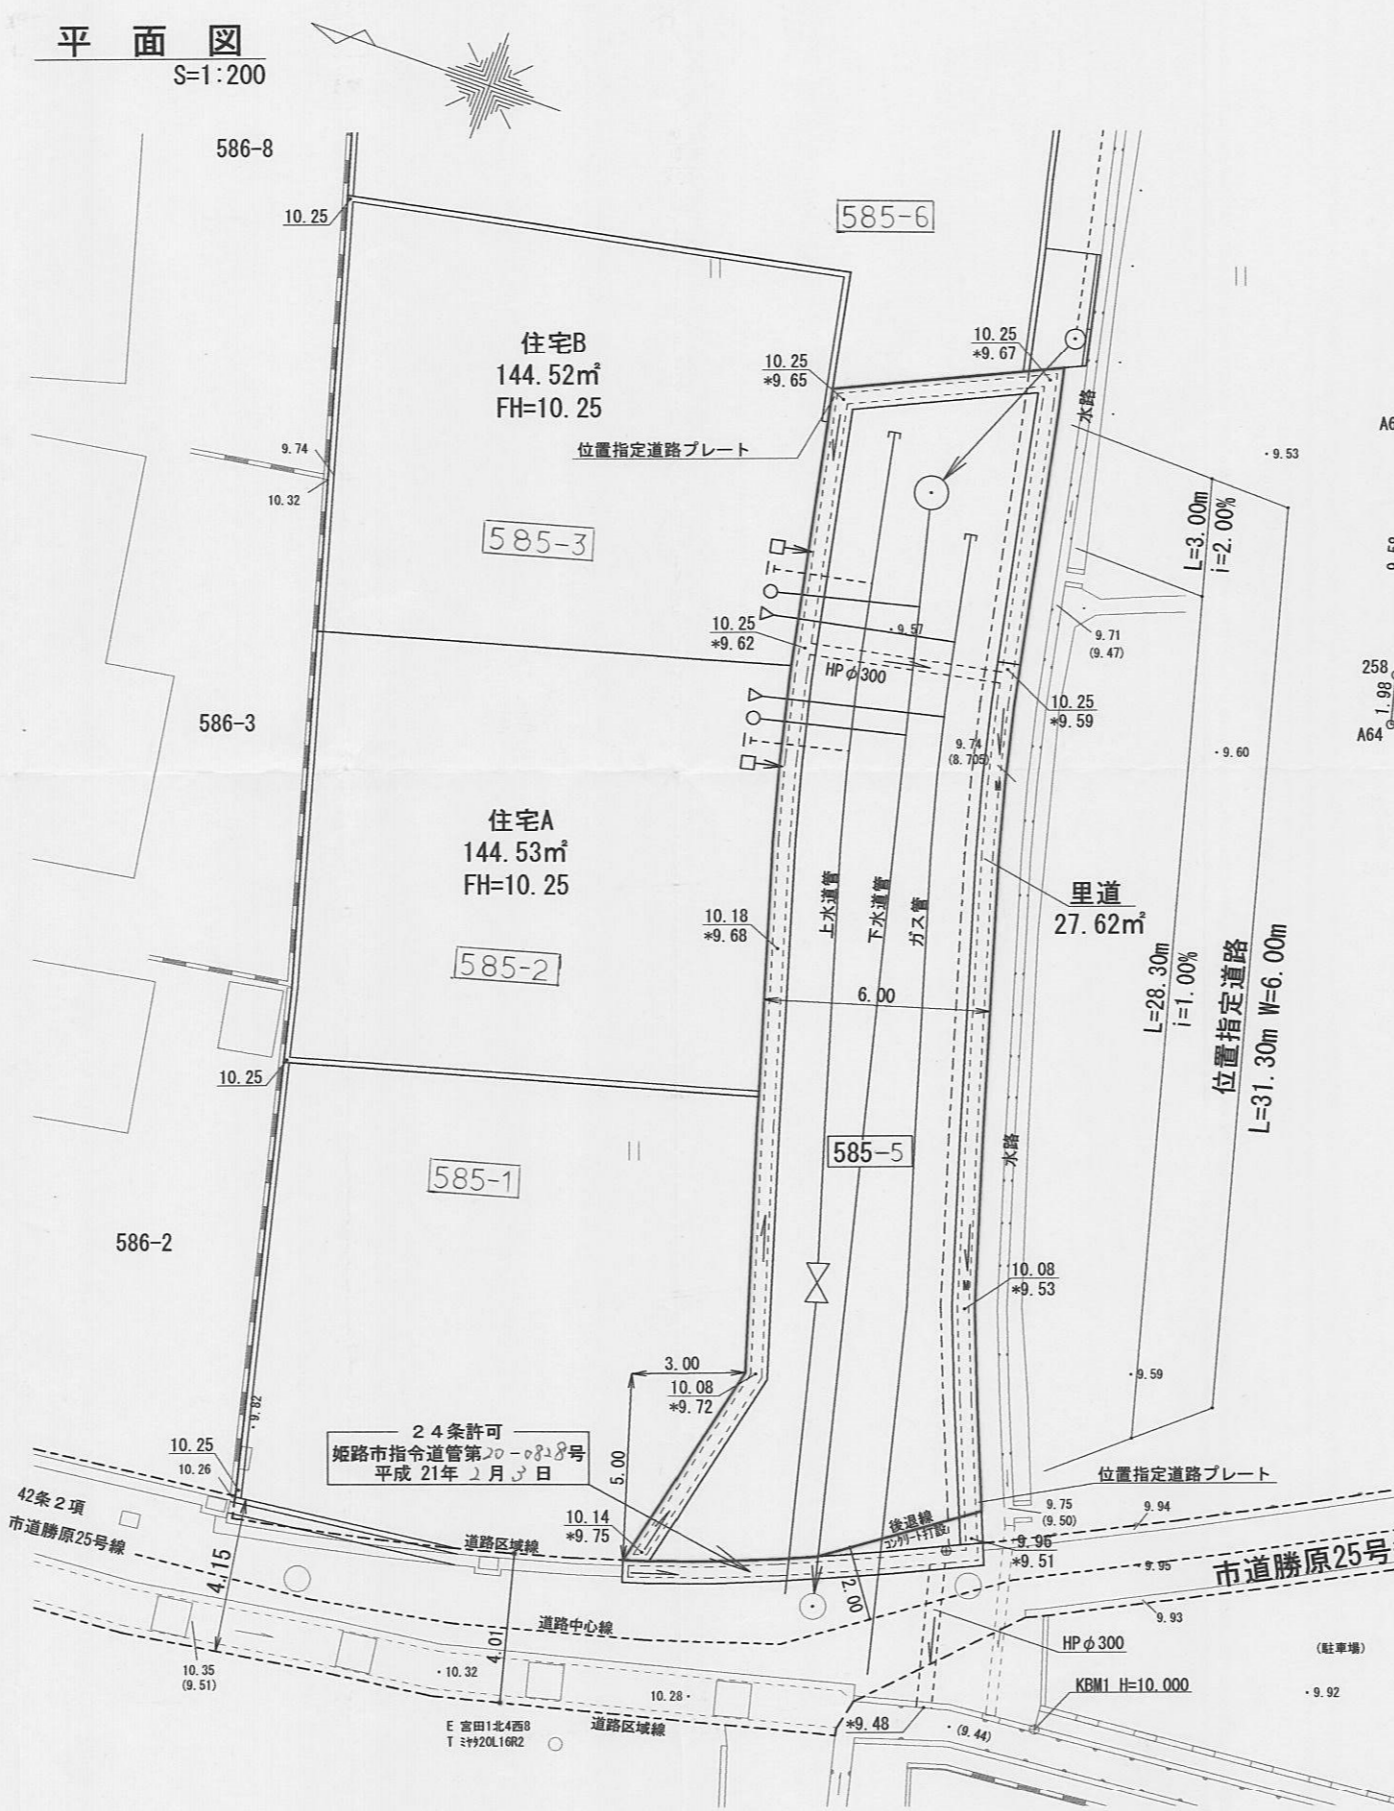 平 面 図
S=1:200
586-8
10.25
585-6
住宅B
144.52㎡
FH=10.25
10.25
*9.65
10.25
*9.67
水路
位置指定道路プレート
9.74
10.32
585-3
9.53
L=3.00m
i=2.00%
10.25
*9.62
9.57
HPφ300
9.71
(9.47)
10.25
*9.59
258
1.98
A64
586-3
9.74
(8.705)
9.60
住宅A
144.53㎡
FH=10.25
585-2
10.18
*9.68
上水道管
下水道管
ガス管
里道
27.62㎡
6.00
L=28.30m
i=1.00%
位置指定道路
L=31.30m W=6.00m
10.25
585-1
585-5
水路
586-2
10.08
*9.53
3.00
10.08
*9.72
9.59
9.82
5.00
24条許可
姫路市指令道管第20-0828号
平成 21年 2月 3日
10.25
10.26
10.14
*9.75
位置指定道路プレート
42条2項
市道勝原25号線
道路区域線
後退線
コンクリート打設
9.75
(9.50)
9.94
9.96
*9.51
9.95
市道勝原25号
4.15
2.00
9.93
道路中心線
4.01
HPφ300
(駐車場)
10.35
(9.51)
10.32
10.28
KBM1 H=10.000
9.92
E 宮田1北4西8
道路区域線
*9.48
(9.44)